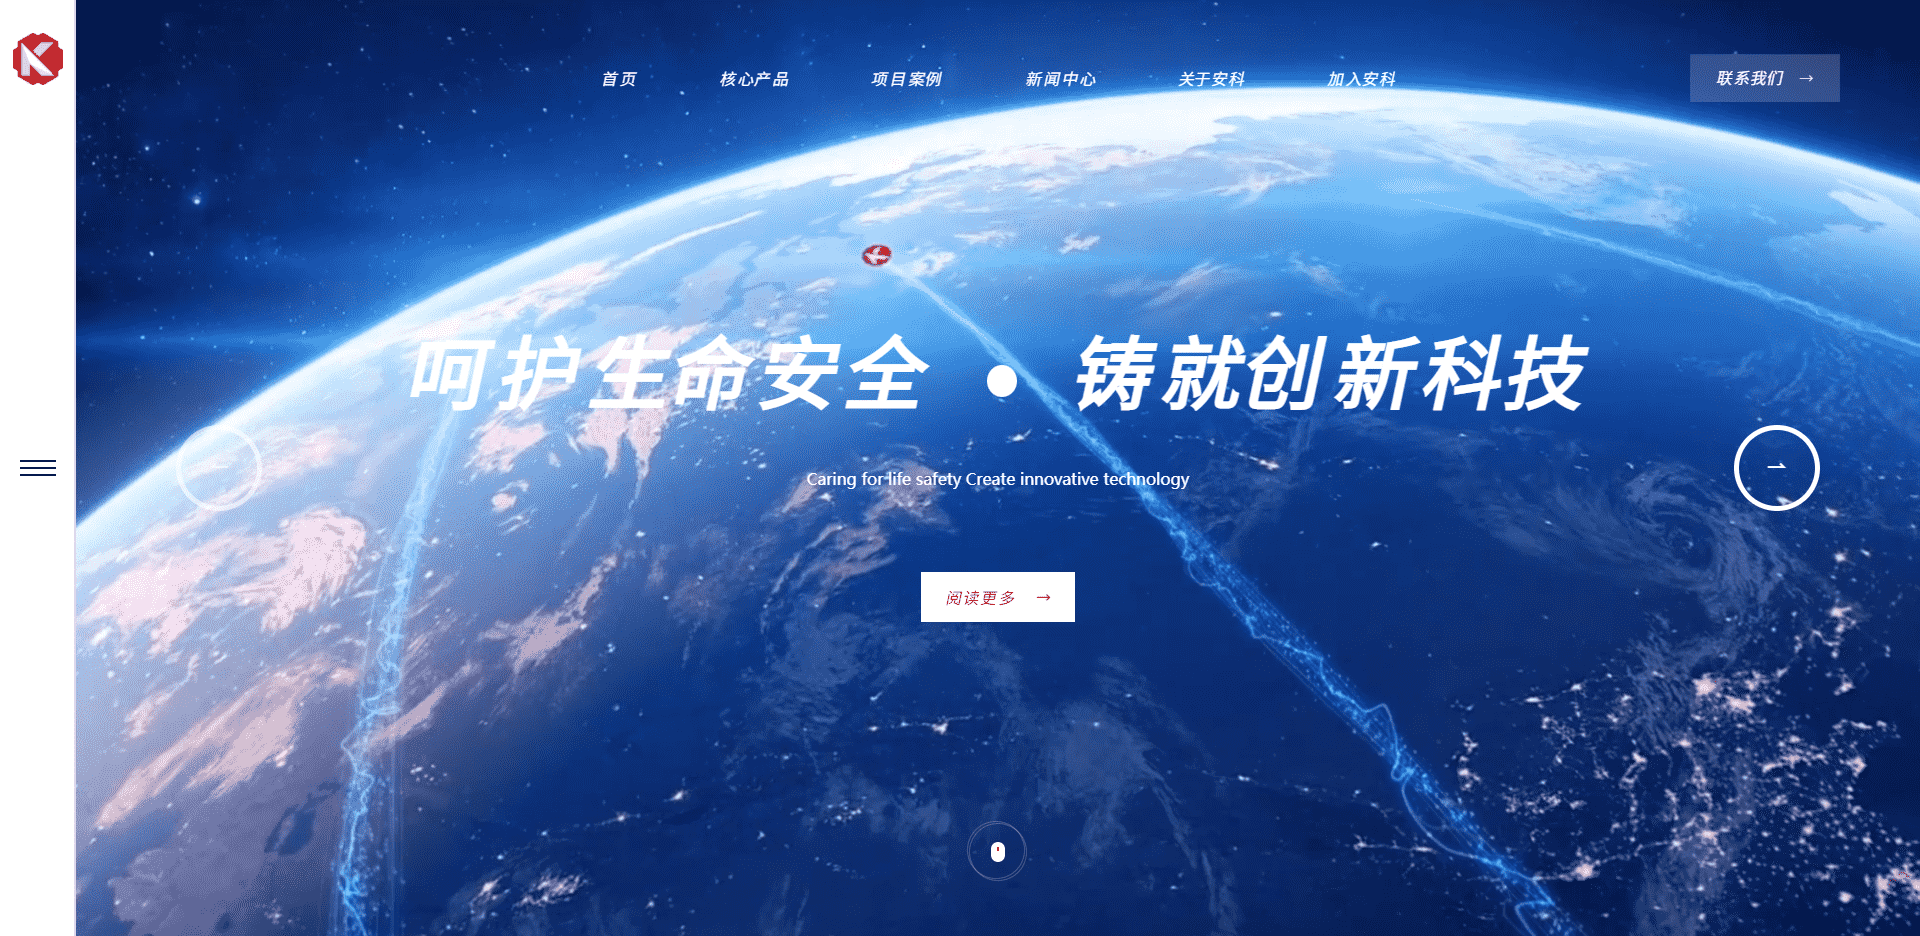 首页
核心产品
项目案例
新闻中心
关于安科
加入安科
联系我们 →
呵护生命安全 ● 铸就创新科技
Caring for life safety Create innovative technology
阅读更多 →